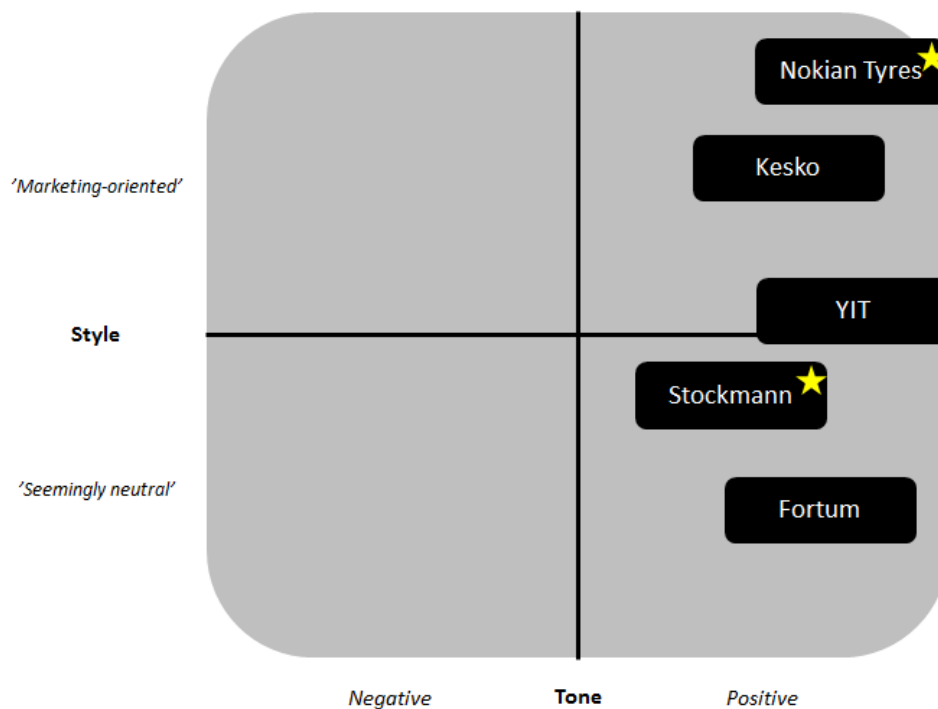 Nokian Tyres
Kesko
’Marketing-oriented’
YIT
Style
Stockmann
’Seemingly neutral’
Fortum
Negative Tone Positive